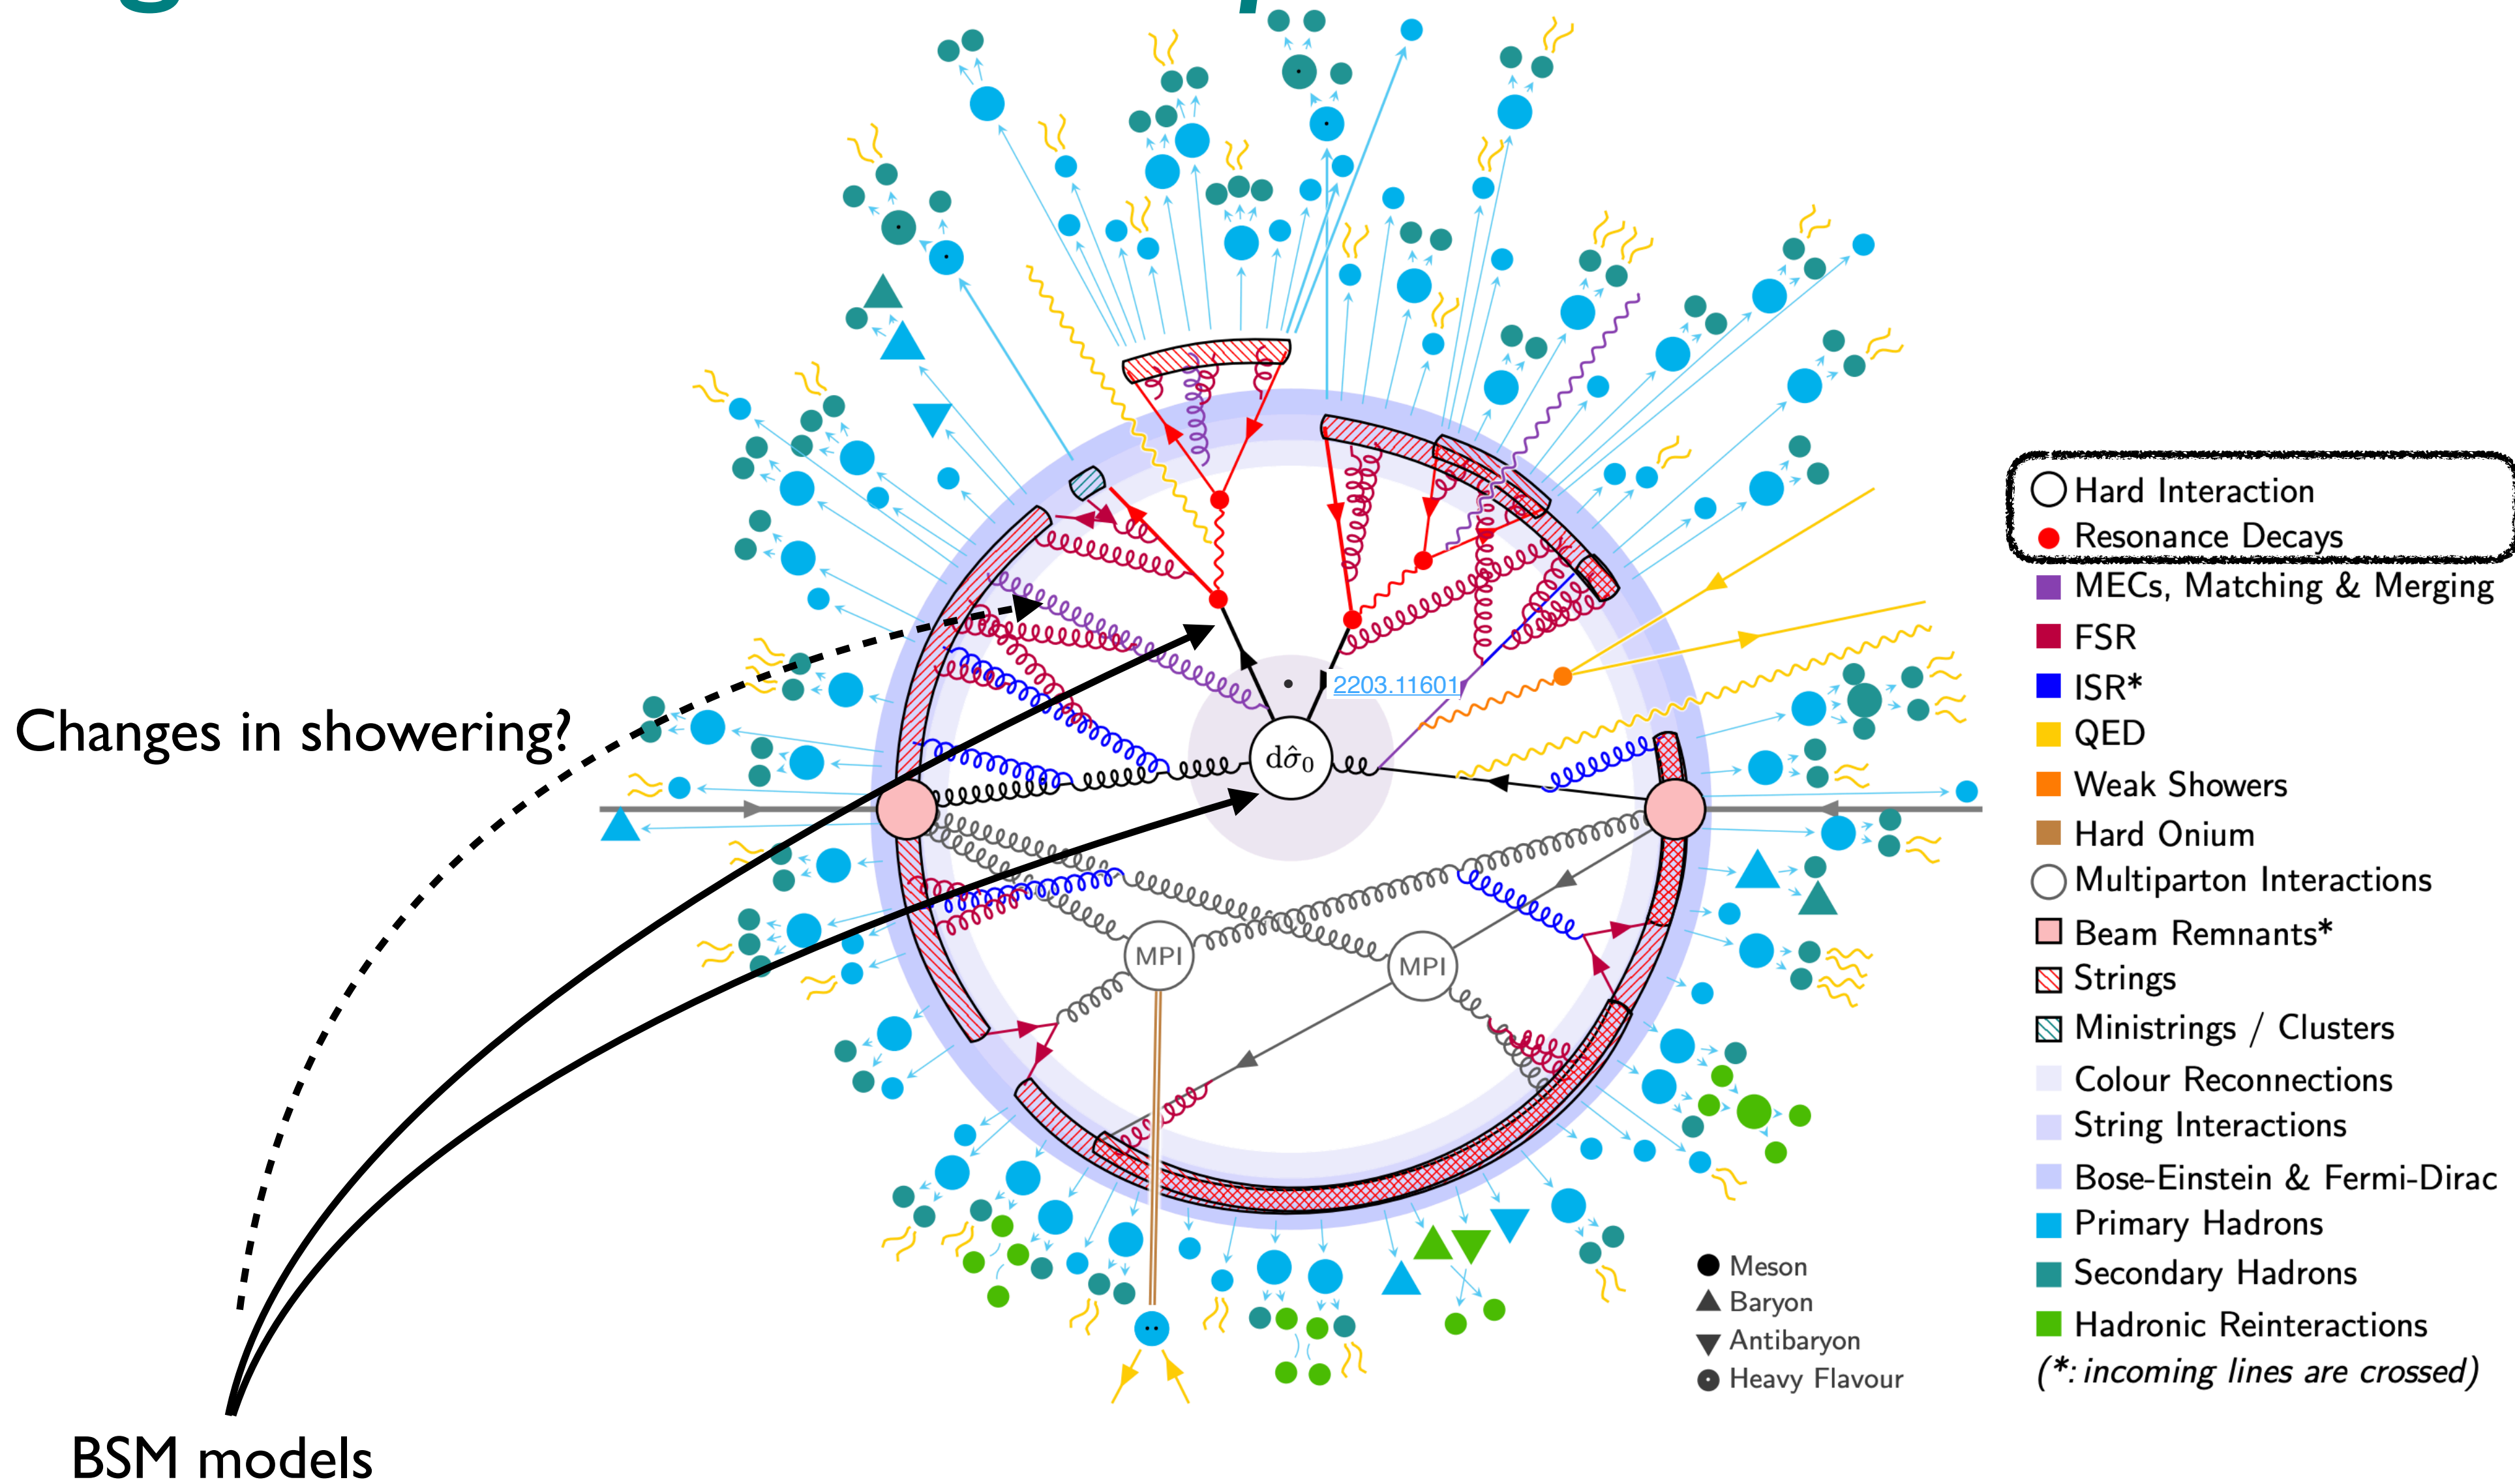 2203.11601
dσ̂₀
MPI
MPI
Changes in showering?
BSM models
Hard Interaction
Resonance Decays
MECs, Matching & Merging
FSR
ISR*
QED
Weak Showers
Hard Onium
Multiparton Interactions
Beam Remnants*
Strings
Ministrings / Clusters
Colour Reconnections
String Interactions
Bose-Einstein & Fermi-Dirac
Primary Hadrons
Secondary Hadrons
Hadronic Reinteractions
(*: incoming lines are crossed)
Meson
Baryon
Antibaryon
Heavy Flavour